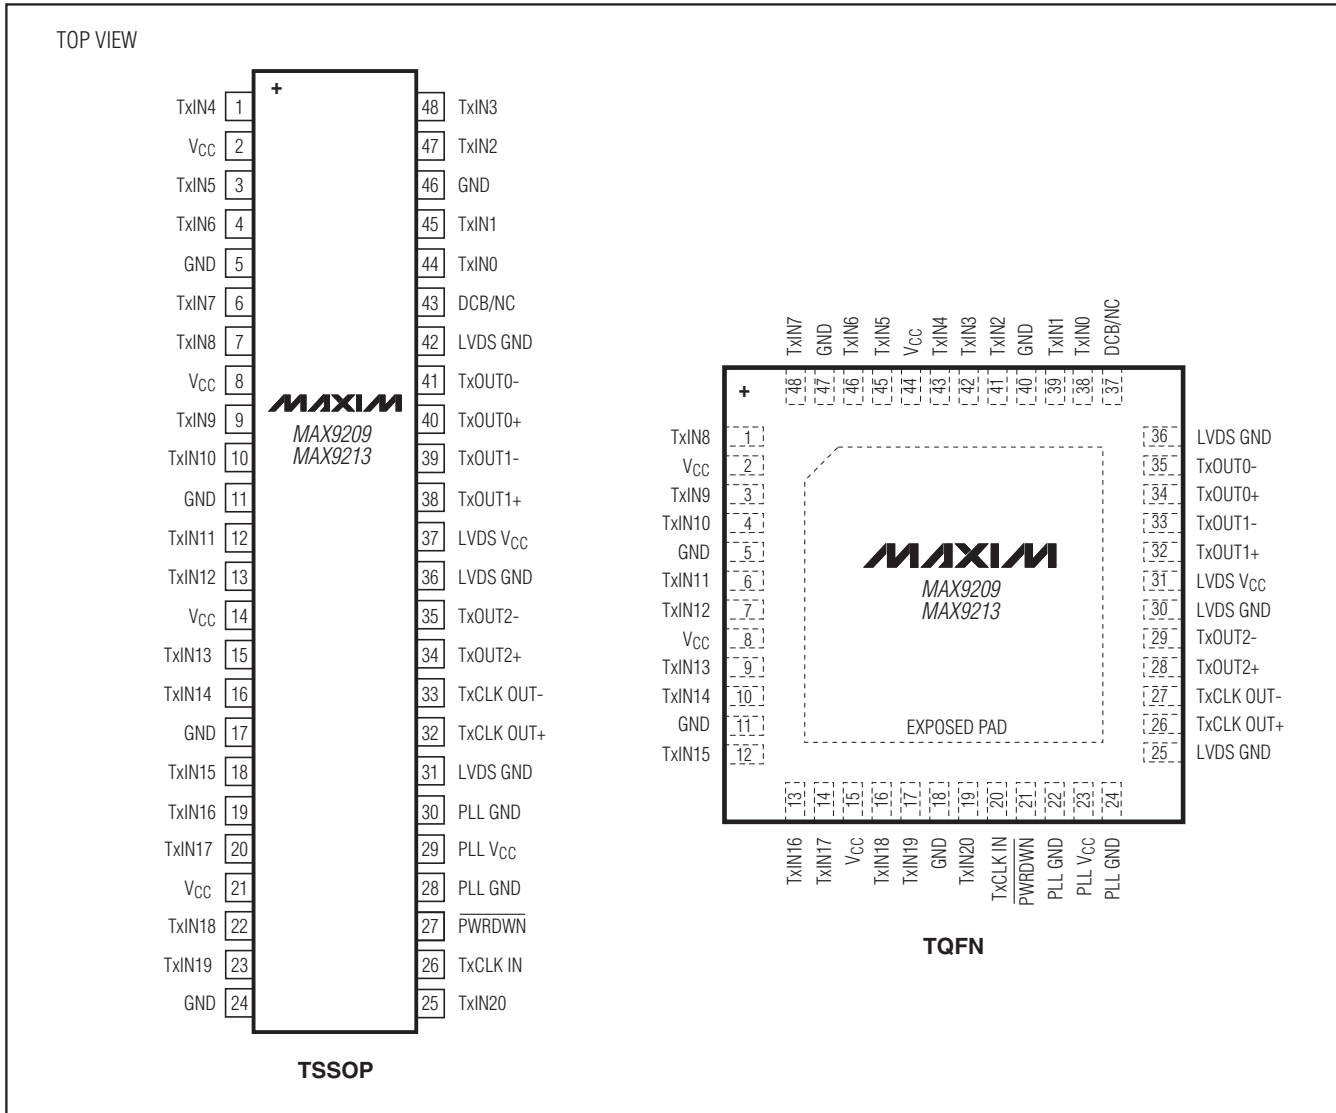 TOP VIEW
+
TxIN4 1
VCC 2
TxIN5 3
TxIN6 4
GND 5
TxIN7 6
TxIN8 7
VCC 8
TxIN9 9
TxIN10 10
GND 11
TxIN11 12
TxIN12 13
VCC 14
TxIN13 15
TxIN14 16
GND 17
TxIN15 18
TxIN16 19
TxIN17 20
VCC 21
TxIN18 22
TxIN19 23
GND 24
48 TxIN3
47 TxIN2
46 GND
45 TxIN1
44 TxIN0
43 DCB/NC
42 LVDS GND
41 TxOUT0-
40 TxOUT0+
39 TxOUT1-
38 TxOUT1+
37 LVDS VCC
36 LVDS GND
35 TxOUT2-
34 TxOUT2+
33 TxCLK OUT-
32 TxCLK OUT+
31 LVDS GND
30 PLL GND
29 PLL VCC
28 PLL GND
27 PWRDWN
26 TxCLK IN
25 TxIN20
MAXIM
MAX9209
MAX9213
TSSOP
TxIN7 48
GND 47
TxIN6 46
TxIN5 45
VCC 44
TxIN4 43
TxIN3 42
TxIN2 41
GND 40
TxIN1 39
TxIN0 38
DCB/NC 37
+
TxIN8 1
VCC 2
TxIN9 3
TxIN10 4
GND 5
TxIN11 6
TxIN12 7
VCC 8
TxIN13 9
TxIN14 10
GND 11
TxIN15 12
36 LVDS GND
35 TxOUT0-
34 TxOUT0+
33 TxOUT1-
32 TxOUT1+
31 LVDS VCC
30 LVDS GND
29 TxOUT2-
28 TxOUT2+
27 TxCLK OUT-
26 TxCLK OUT+
25 LVDS GND
MAXIM
MAX9209
MAX9213
EXPOSED PAD
TxIN16 13
TxIN17 14
VCC 15
TxIN18 16
TxIN19 17
GND 18
TxIN20 19
TxCLK IN 20
PWRDWN 21
PLL GND 22
PLL VCC 23
PLL GND 24
TQFN